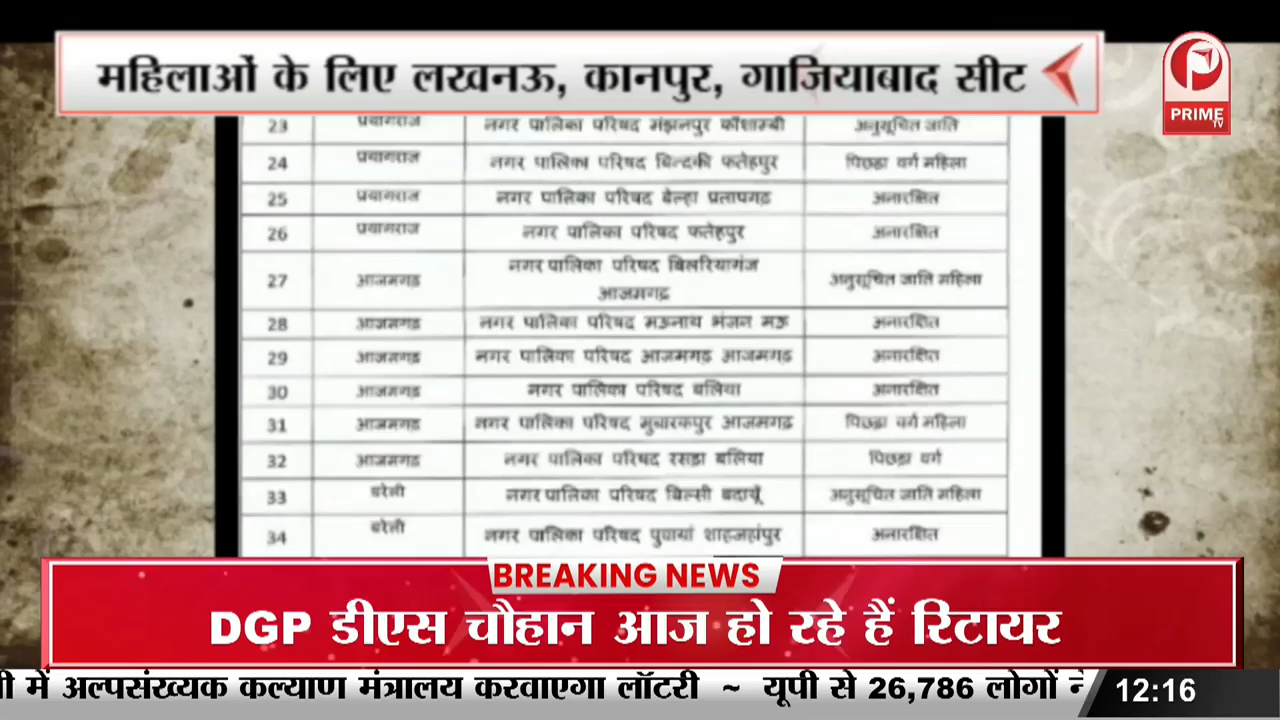 महिलाओं के लिए लखनऊ, कानपुर, गाजियाबाद सीट
PRIME
TV
23 प्रयागराज नगर पालिका परिषद मंझनपुर कौशाम्बी अनुसूचित जाति
24 प्रयागराज नगर पालिका परिषद बिन्दकी फतेहपुर पिछड़ा वर्ग महिला
25 प्रयागराज नगर पालिका परिषद बेल्हा प्रतापगढ़ अनारक्षित
26 प्रयागराज नगर पालिका परिषद फतेहपुर अनारक्षित
27 आजमगढ़ नगर पालिका परिषद बिलरियागंज अनुसूचित जाति महिला
आजमगढ़
28 आजमगढ़ नगर पालिका परिषद मऊनाथ भंजन मऊ अनारक्षित
29 आजमगढ़ नगर पालिका परिषद आजमगढ़ आजमगढ़ अनारक्षित
30 आजमगढ़ नगर पालिका परिषद बलिया अनारक्षित
31 आजमगढ़ नगर पालिका परिषद मुबारकपुर आजमगढ़ पिछड़ा वर्ग महिला
32 आजमगढ़ नगर पालिका परिषद रसड़ा बलिया पिछड़ा वर्ग
33 बरेली नगर पालिका परिषद बिल्सी बदायूँ अनुसूचित जाति महिला
34 बरेली नगर पालिका परिषद पुवायां शाहजहांपुर अनारक्षित
BREAKING NEWS
DGP डीएस चौहान आज हो रहे हैं रिटायर
में अल्पसंख्यक कल्याण मंत्रालय करवाएगा लॉटरी ~ यूपी से 26,786 लोगों ने 12:16